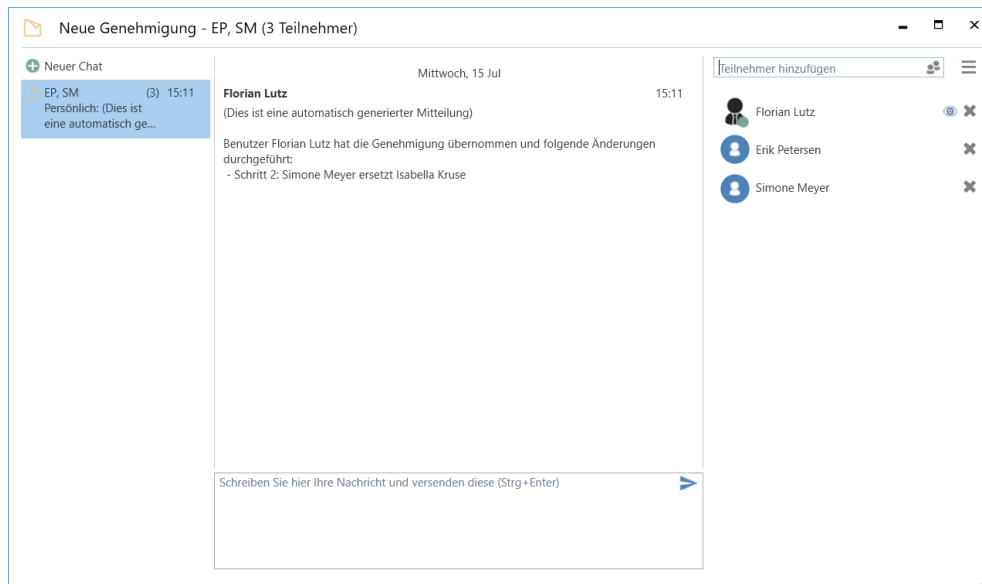 Neue Genehmigung - EP, SM (3 Teilnehmer)
Neuer Chat
EP, SM (3) 15:11
Persönlich: (Dies ist
eine automatisch ge...
Mittwoch, 15 Jul
Florian Lutz 15:11
(Dies ist eine automatisch generierter Mitteilung)
Benutzer Florian Lutz hat die Genehmigung übernommen und folgende Änderungen
durchgeführt:
- Schritt 2: Simone Meyer ersetzt Isabella Kruse
Schreiben Sie hier Ihre Nachricht und versenden diese (Strg+Enter)
Teilnehmer hinzufügen
Florian Lutz
Erik Petersen
Simone Meyer